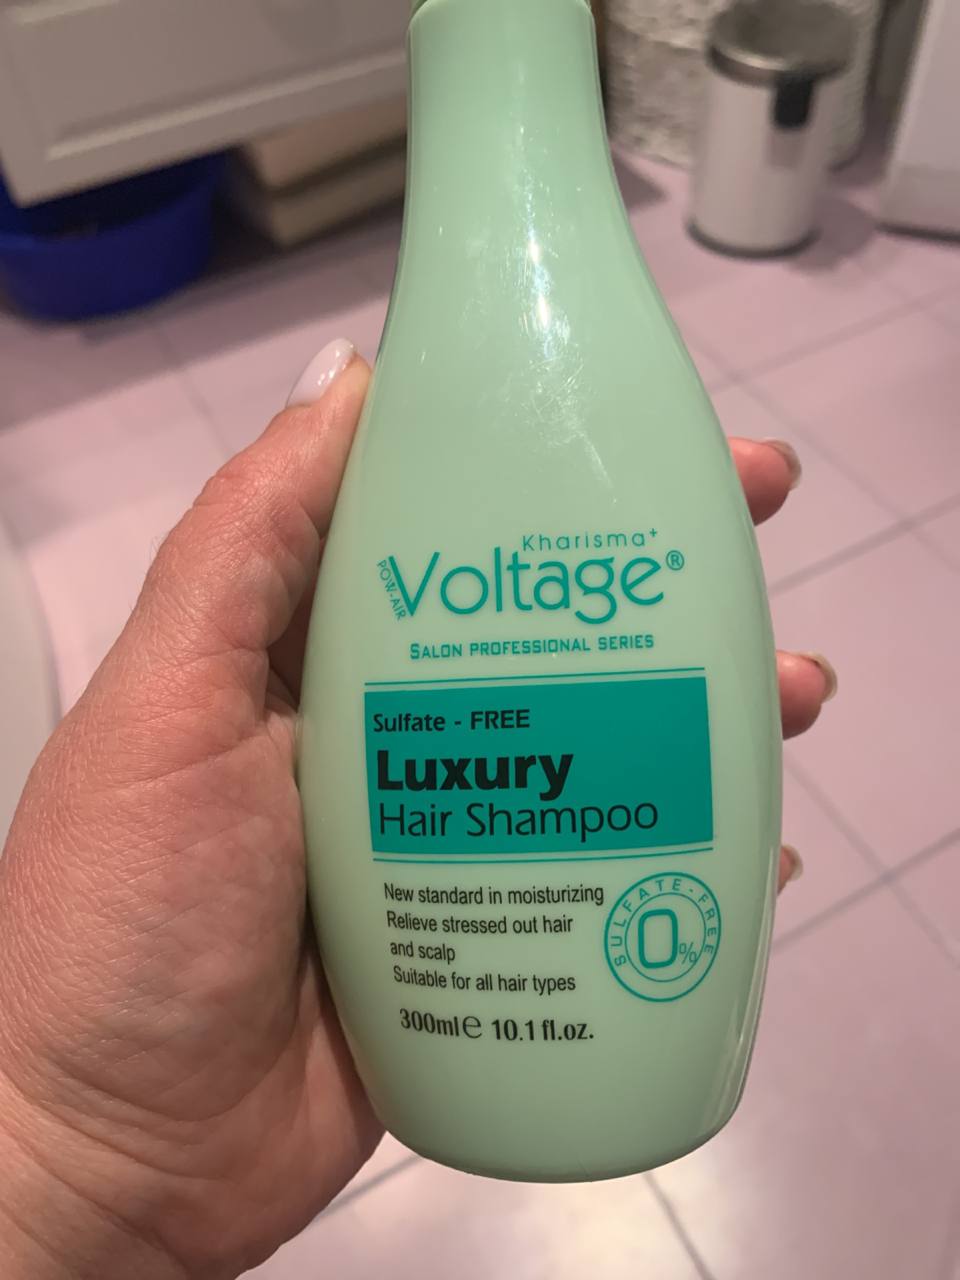 Kharisma+
POW-AIR
Voltage®
SALON PROFESSIONAL SERIES
Sulfate - FREE
Luxury
Hair Shampoo
New standard in moisturizing
Relieve stressed out hair
and scalp
Suitable for all hair types
SULFATE-FREE
0%
300ml℮ 10.1 fl.oz.